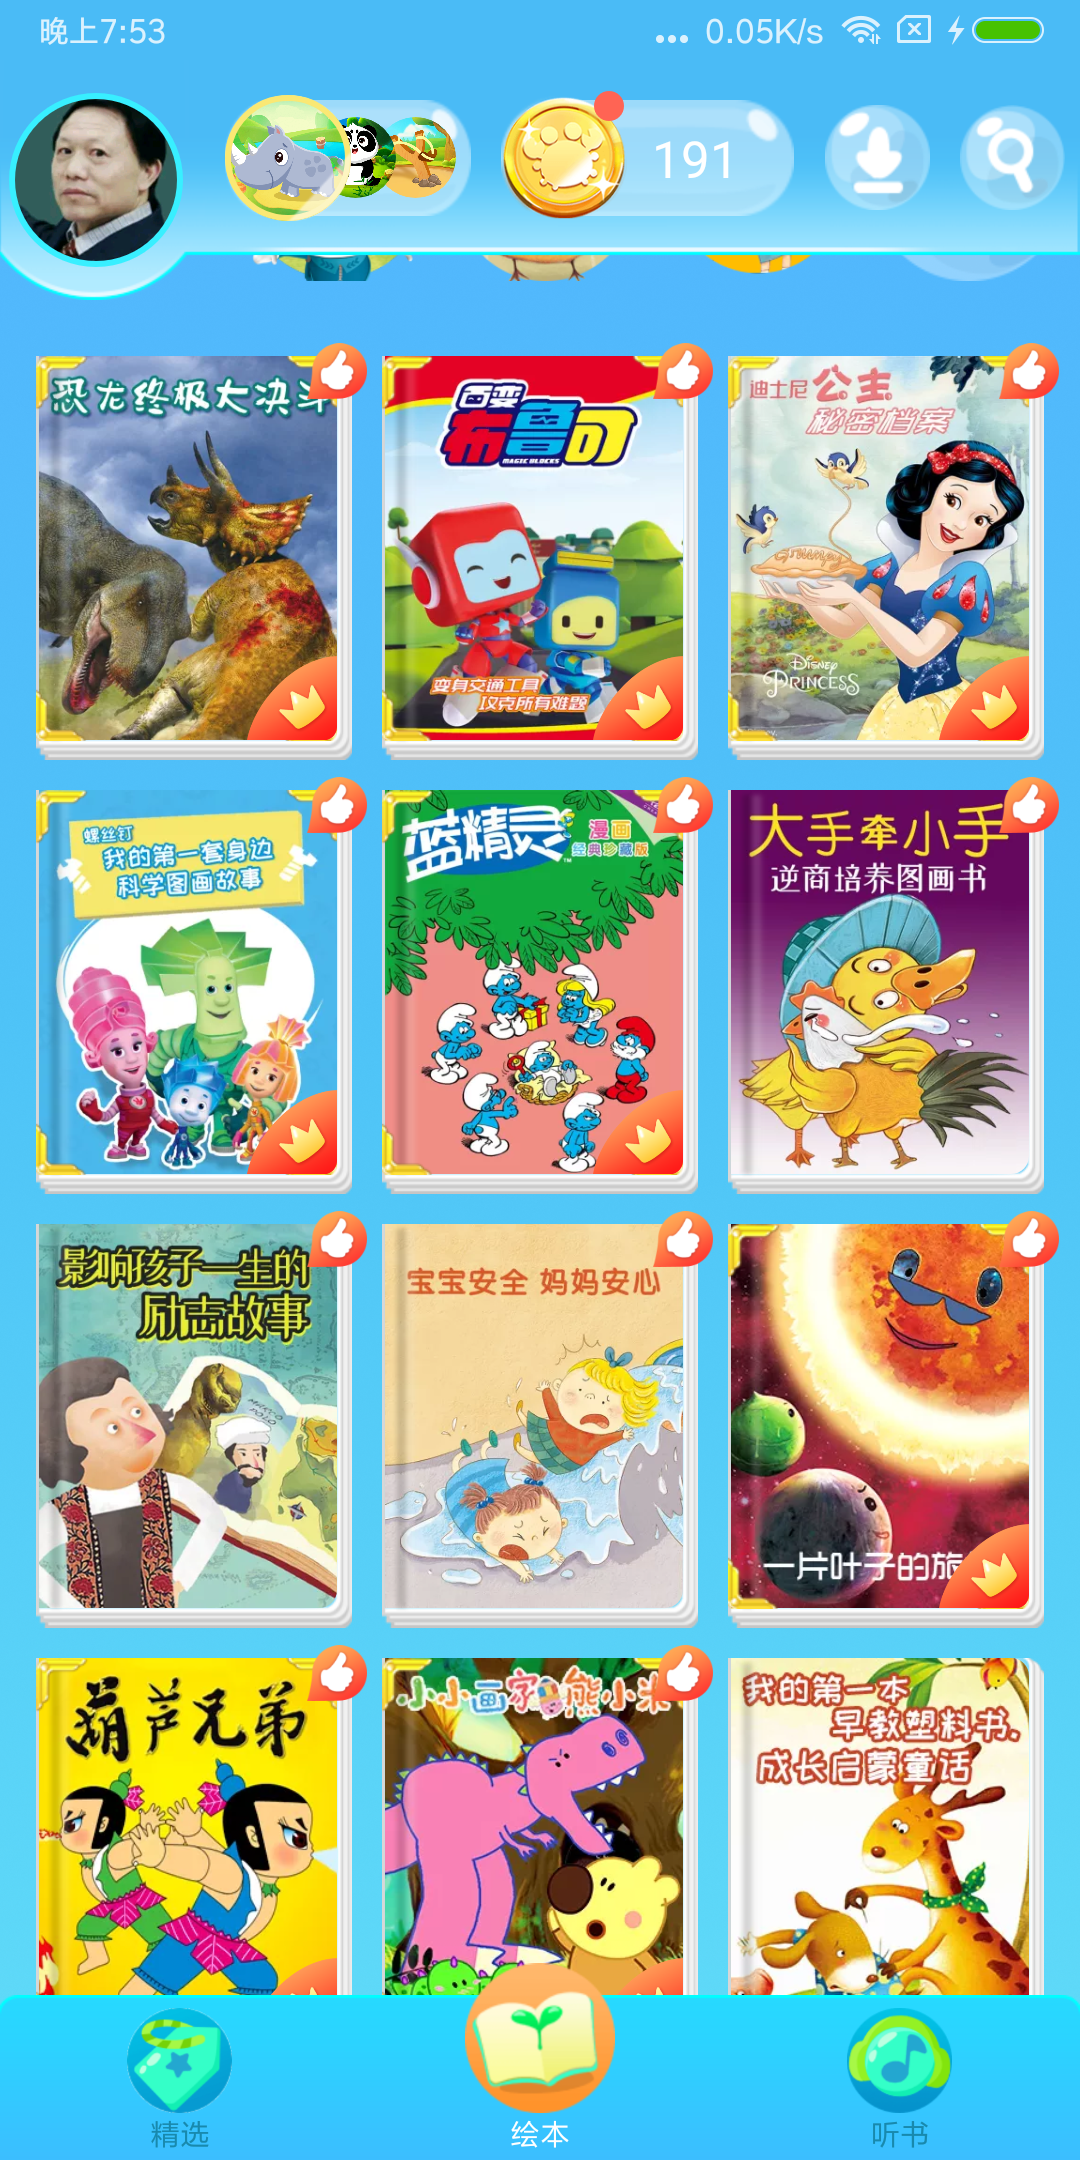 晚上7:53
... 0.05K/s
191
恐龙终极大决斗
百变
布鲁可
MAGIC BLOCKS
变身交通工具
攻克所有难题
迪士尼公主
秘密档案
Grumpy
Disney
PRINCESS
螺丝钉
我的第一套身边
科学图画故事
蓝精灵
TM
漫画
经典珍藏版
大手牵小手
逆商培养图画书
影响孩子一生的
励志故事
MARCO
POLO
宝宝安全 妈妈安心
一片叶子的旅
葫芦兄弟
小小画家熊小米
我的第一本
早教塑料书.
成长启蒙童话
精选
绘本
听书